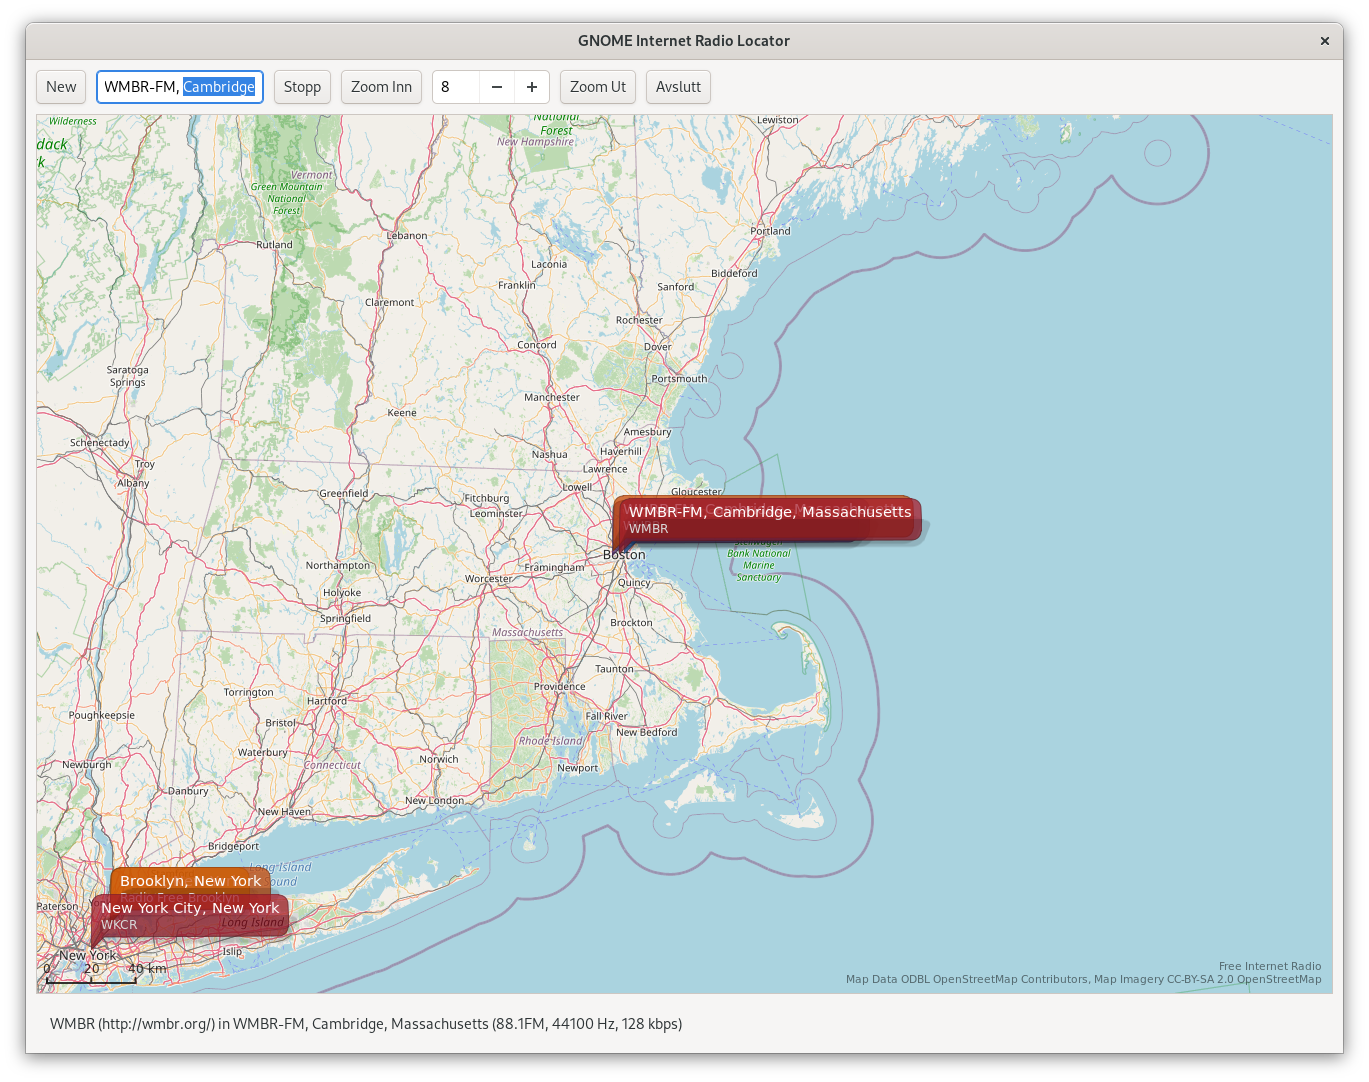 GNOME Internet Radio Locator
New
WMBR-FM, Cambridge
Stopp
Zoom Inn
8
Zoom Ut
Avslutt
Wilderness
dack
k
National
Forest
New Hampshire
Lewiston
Vermont
Green Mountain
National
Forest
Rutland
Lebanon
Portland
Laconia
Biddeford
Franklin
Sanford
Claremont
Rochester
Concord
Dover
Saratoga
Springs
Portsmouth
Manchester
Keene
Amesbury
Schenectady
Haverhill
Nashua
Troy
Lawrence
Albany
Lowell
Greenfield
Fitchburg
Gloucester
Leominster
WMBR-FM, Cambridge, Massachusetts
WMBR
Boston
Stellwagen
Bank National
Marine
Sanctuary
Northampton
Framingham
Worcester
Quincy
Holyoke
Springfield
Brockton
Massachusetts
Taunton
Providence
Torrington
Hartford
Poughkeepsie
Bristol
Fall River
New Bedford
Rhode Island
Waterbury
Connecticut
Norwich
Newburgh
Newport
Danbury
New London
New Haven
Bridgeport
Long Island
Sound
Brooklyn, New York
Radio Free Brooklyn
Paterson
New York City, New York
WKCR
Long Island
New York
Islip
0 20 40 km
Free Internet Radio
Map Data ODBL OpenStreetMap Contributors, Map Imagery CC-BY-SA 2.0 OpenStreetMap
WMBR (http://wmbr.org/) in WMBR-FM, Cambridge, Massachusetts (88.1FM, 44100 Hz, 128 kbps)